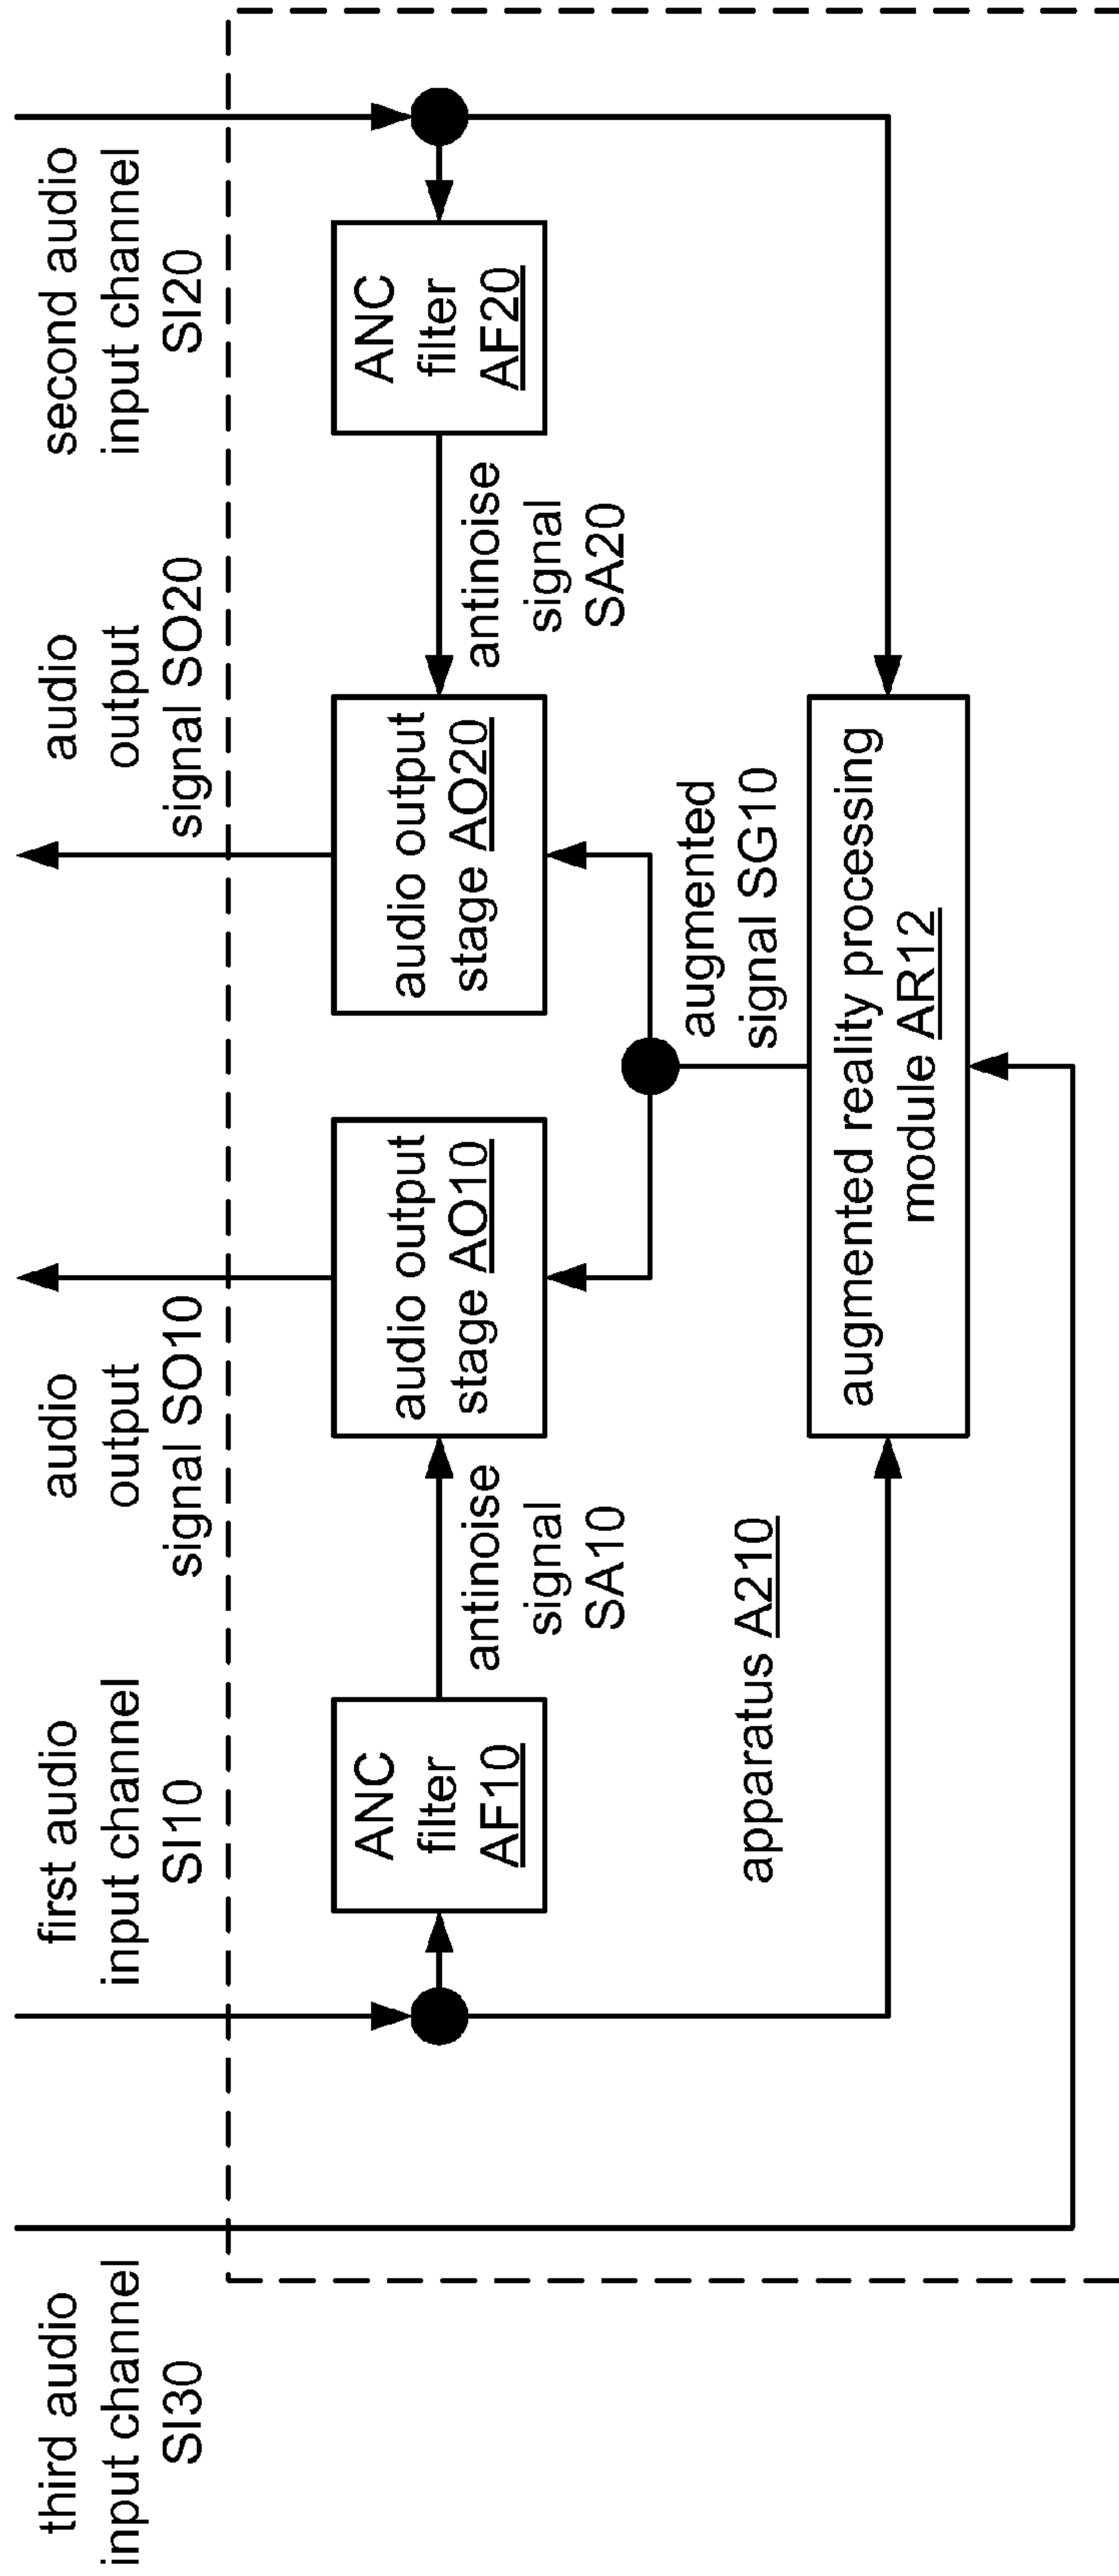 third audio
input channel
SI30
first audio
input channel
SI10
audio
output
signal SO10
audio
output
signal SO20
second audio
input channel
SI20
ANC
filter
AF10
antinoise
signal
SA10
audio output
stage AO10
audio output
stage AO20
antinoise
signal
SA20
ANC
filter
AF20
apparatus A210
augmented
signal SG10
augmented reality processing
module AR12